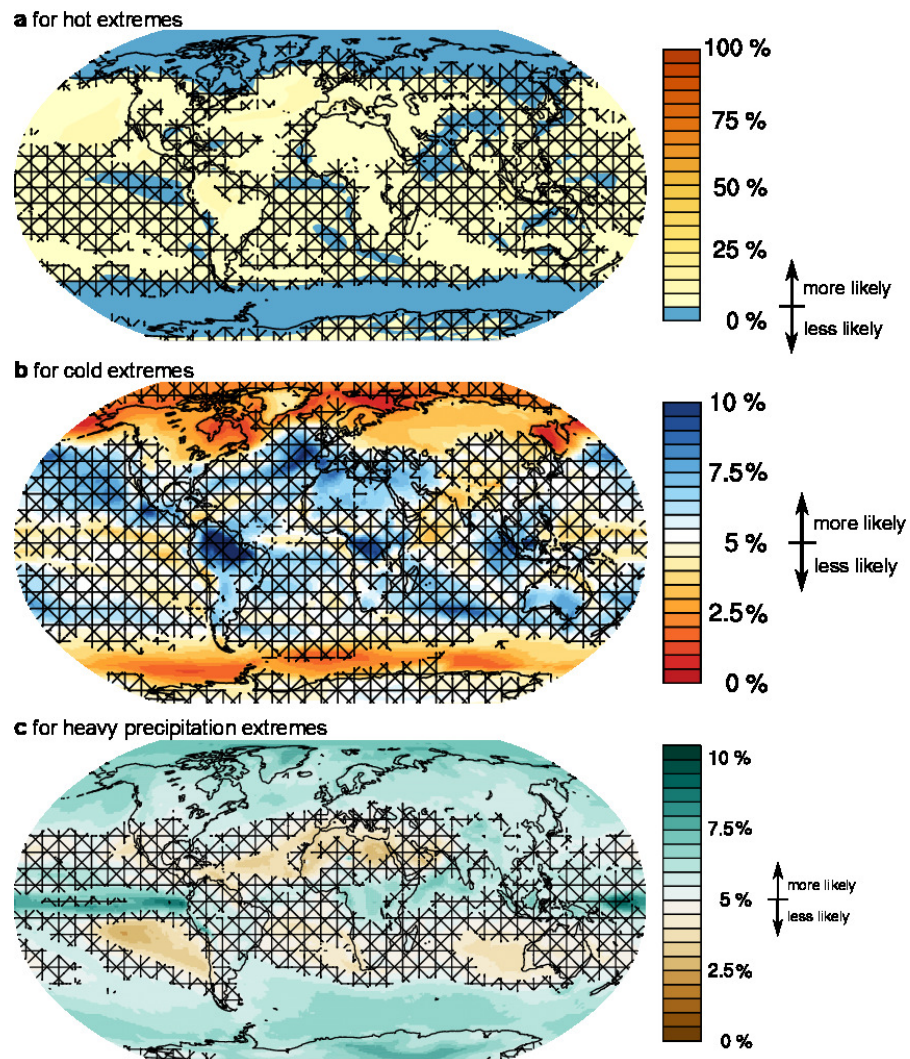 a for hot extremes
100 %
75 %
50 %
25 %
more likely
0 %
less likely
b for cold extremes
10 %
7.5%
more likely
5 %
less likely
2.5%
0 %
c for heavy precipitation extremes
10 %
7.5%
more likely
5 %
less likely
2.5%
0 %